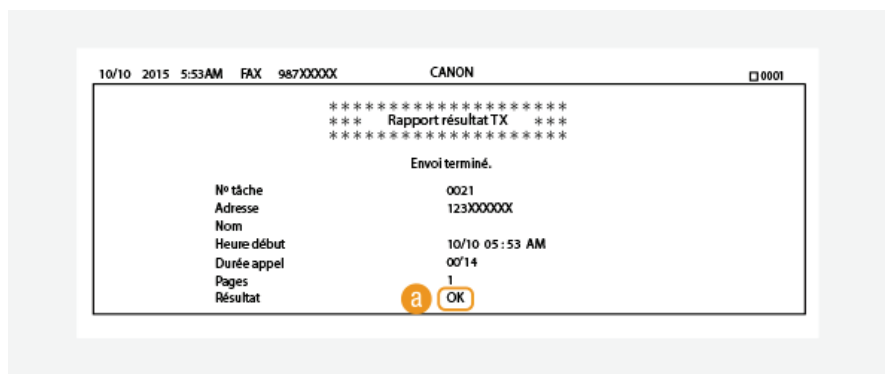 10/10 2015 5:53AM FAX 987XXXXX CANON 0001
* * * * * * * * * * * * * * * * * * * *
* * * Rapport résultat TX * * *
* * * * * * * * * * * * * * * * * * * *
Envoi terminé.
Nº tâche 0021
Adresse 123XXXXXX
Nom
Heure début 10/10 05 : 53 AM
Durée appel 00'14
Pages 1
Résultat a OK